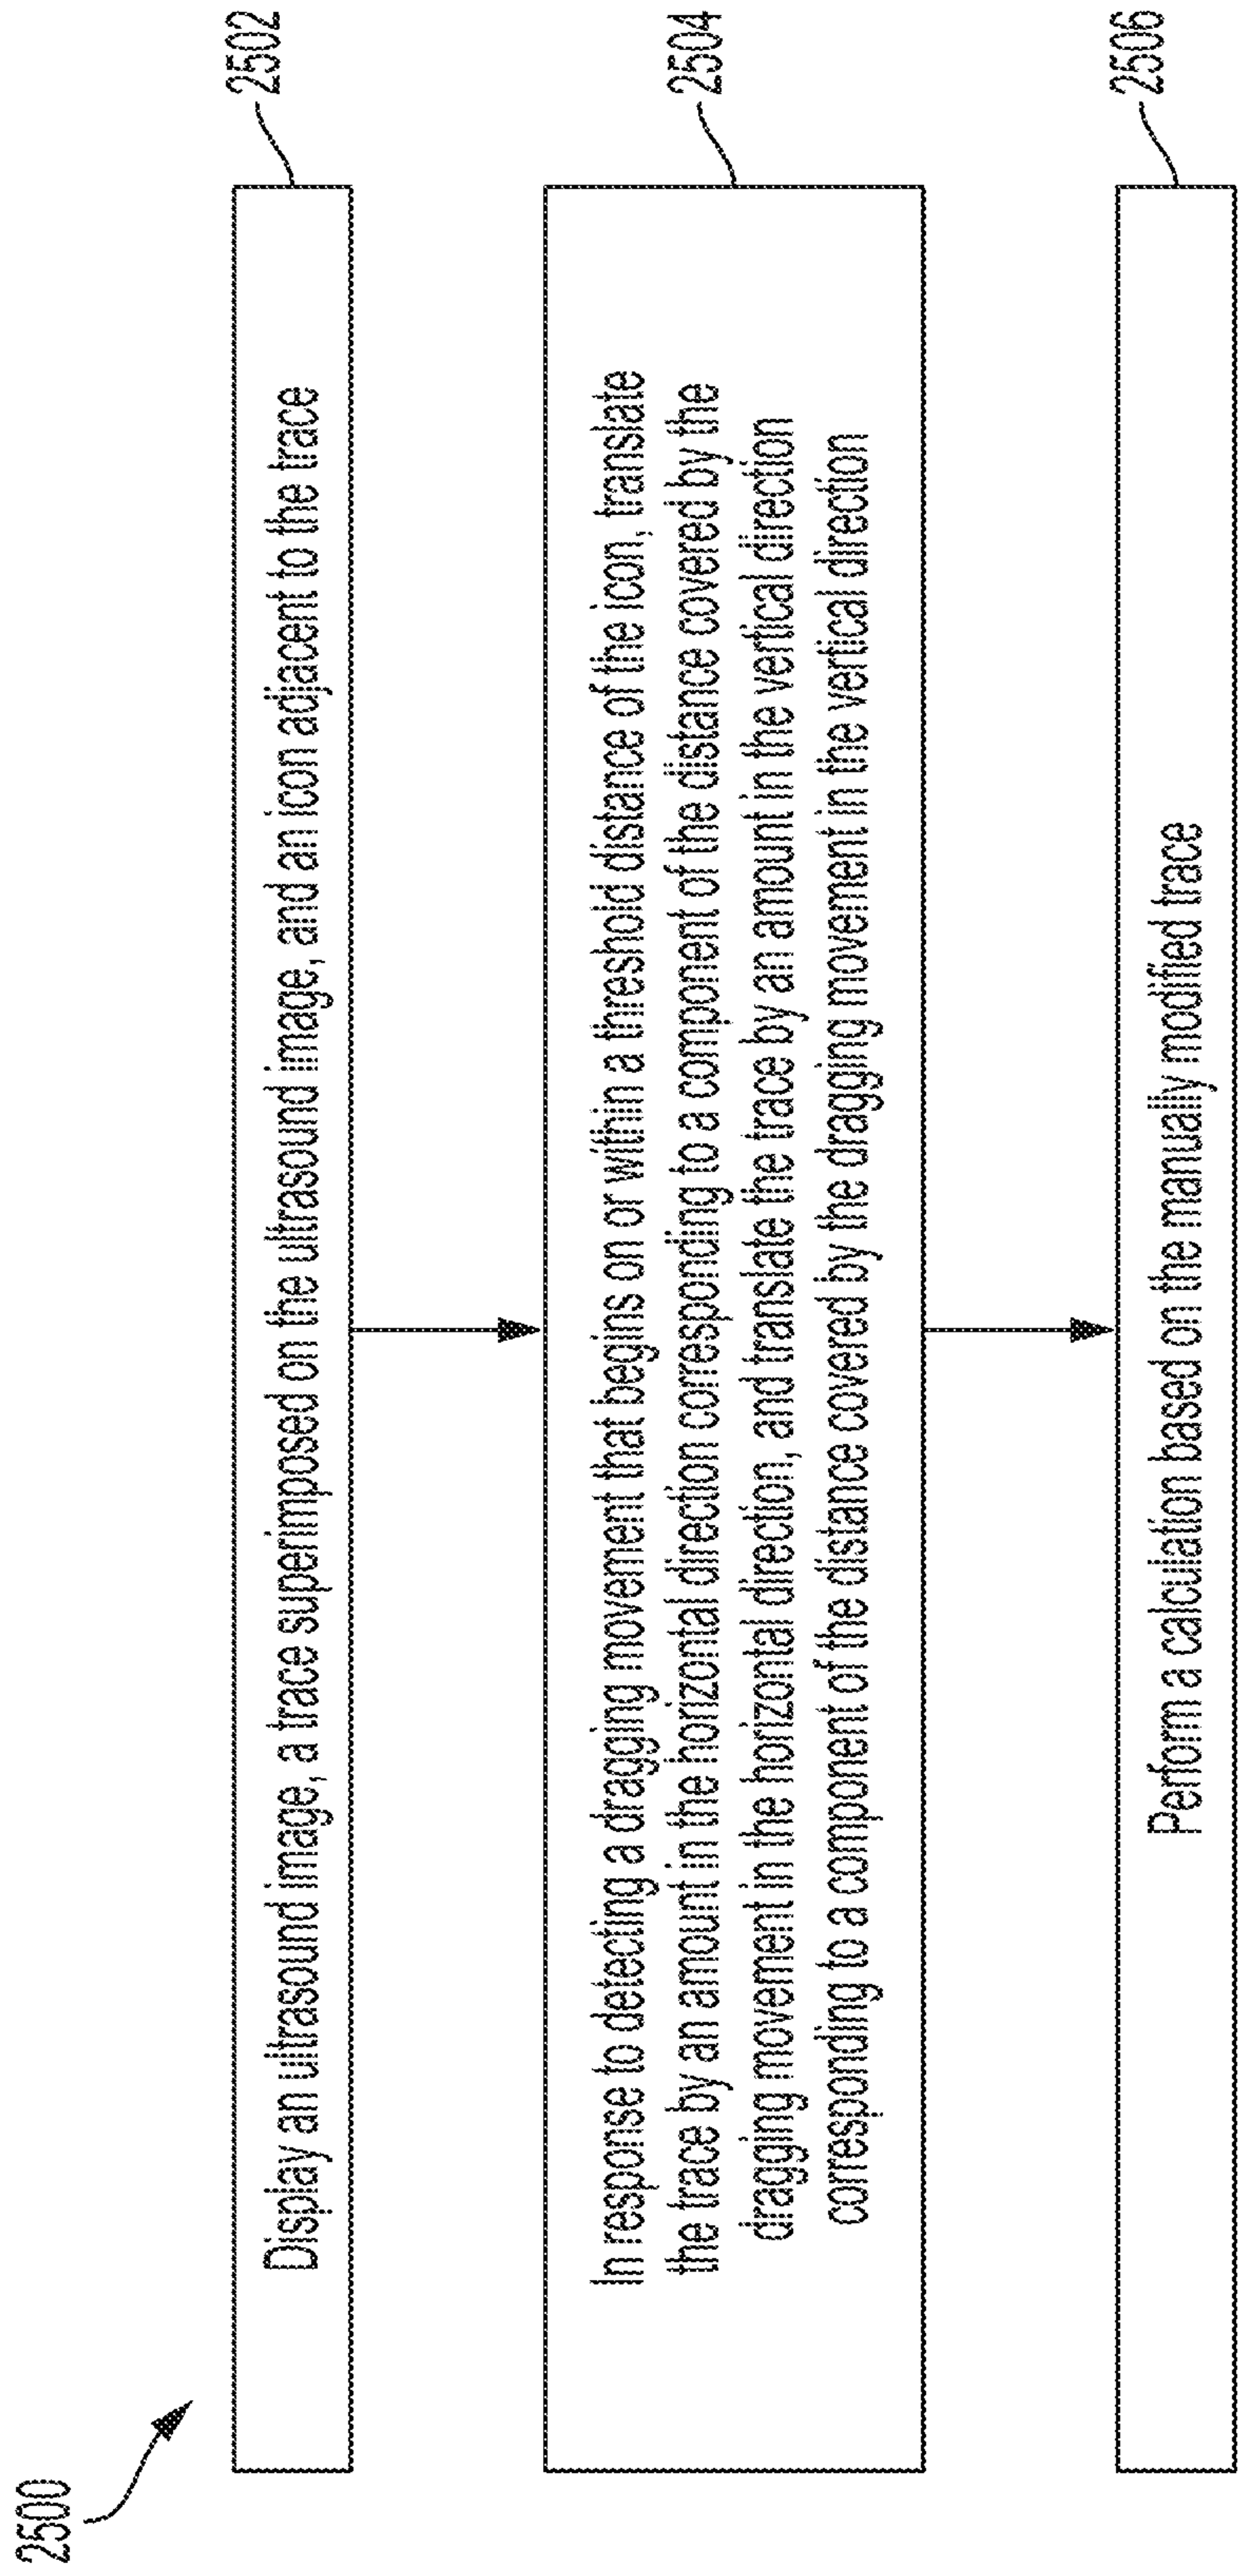 2500
Display an ultrasound image, a trace superimposed on the ultrasound image, and an icon adjacent to the trace
2502
In response to detecting a dragging movement that begins on or within a threshold distance of the icon, translate
the trace by an amount in the horizontal direction corresponding to a component of the distance covered by the
dragging movement in the horizontal direction, and translate the trace by an amount in the vertical direction
corresponding to a component of the distance covered by the dragging movement in the vertical direction
2504
Perform a calculation based on the manually modified trace
2506